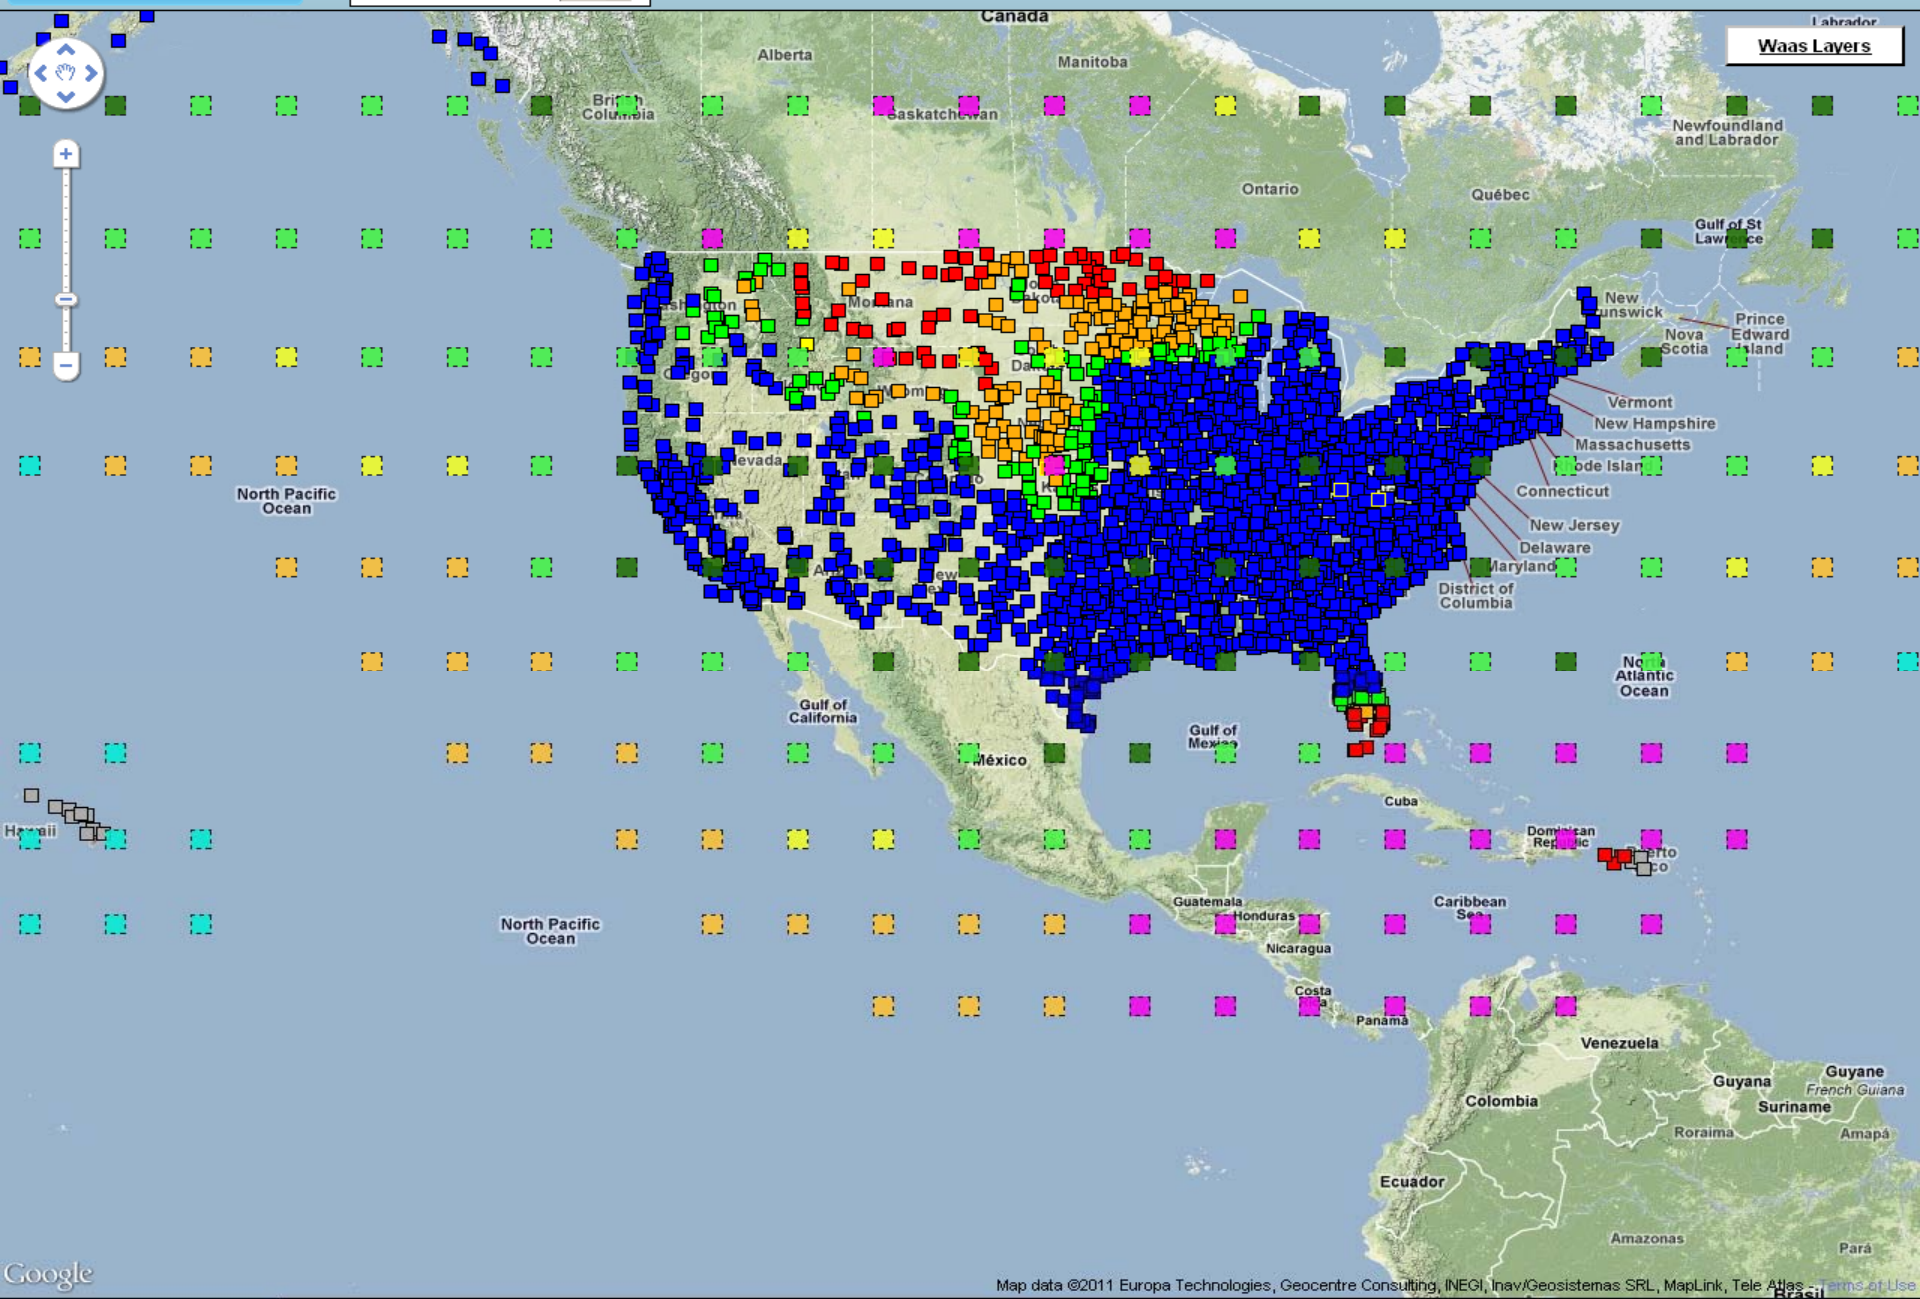 Canada
Labrador
Waas Layers
Alberta
Manitoba
British
Columbia
Saskatchewan
Newfoundland
and Labrador
Ontario
Québec
Gulf of St
Lawrence
Montana
New
Nova
Scotia
Prince
Edward
Island
Vermont
New Hampshire
Massachusetts
Rhode Island
Connecticut
New Jersey
Delaware
Maryland
District of
Columbia
North Pacific
Ocean
North
Atlantic
Ocean
Gulf of
California
Gulf of
Mexico
México
Cuba
Hawaii
Dominican
Republic
Guatemala
Honduras
Caribbean
Sea
Nicaragua
North Pacific
Ocean
Costa
Rica
Panamá
Venezuela
Guyana
Guyane
French Guiana
Suriname
Colombia
Roraima
Amapá
Ecuador
Amazonas
Pará
Google
Map data ©2011 Europa Technologies, Geocentre Consulting, INEGI, Inav/Geosistemas SRL, MapLink, Tele Atlas - Terms of Use
Brasil